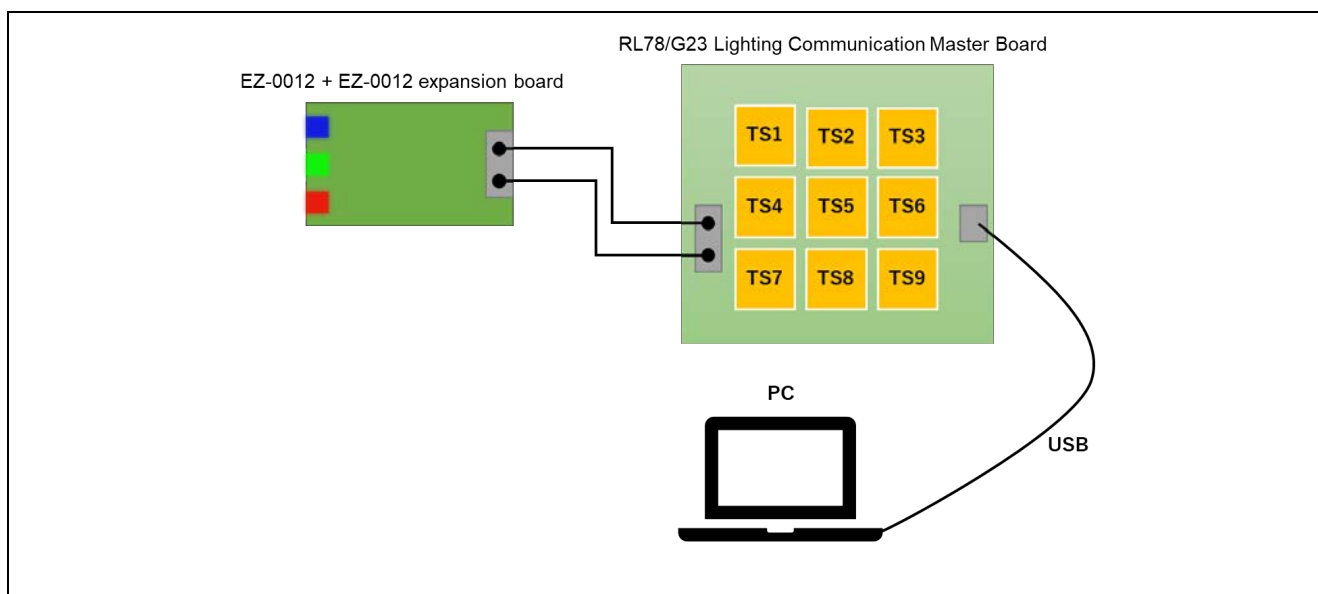 RL78/G23 Lighting Communication Master Board
EZ-0012 + EZ-0012 expansion board
TS1 TS2 TS3
TS4 TS5 TS6
TS7 TS8 TS9
PC
USB